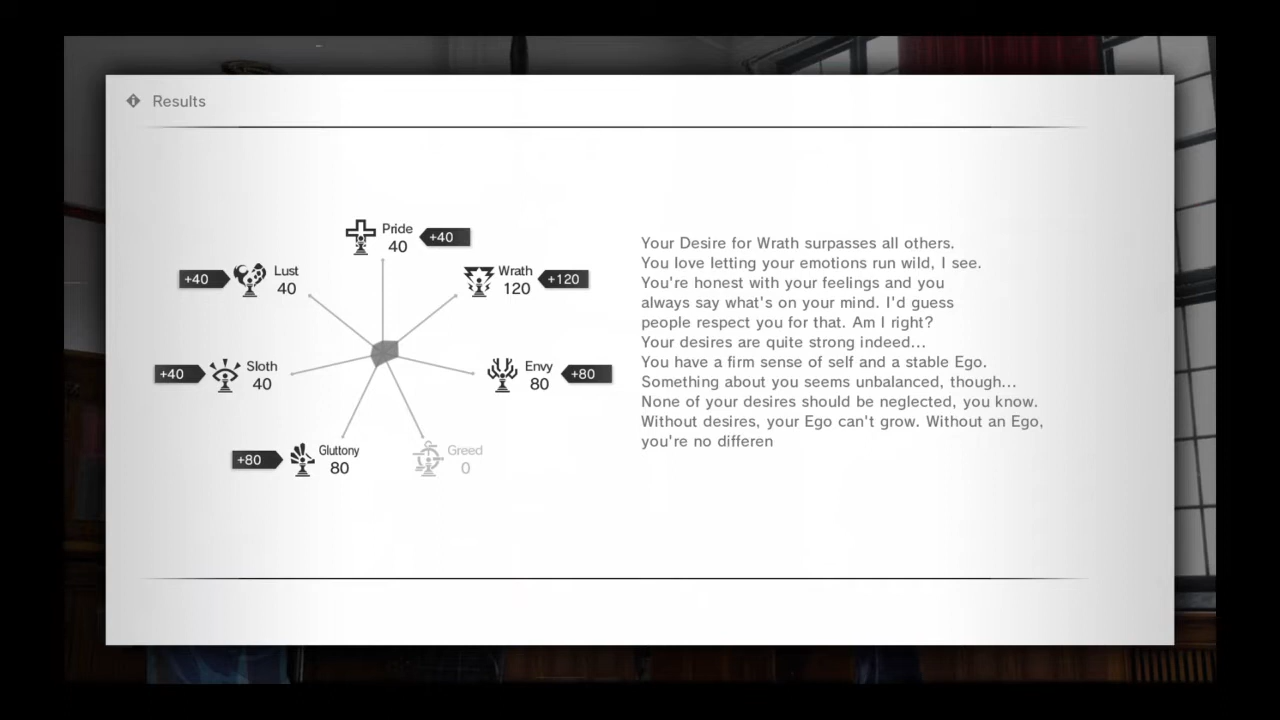 Results
Pride
40
+40
+40
Lust
40
Wrath
120
+120
+40
Sloth
40
Envy
80
+80
+80
Gluttony
80
Greed
0
Your Desire for Wrath surpasses all others.
You love letting your emotions run wild, I see.
You're honest with your feelings and you
always say what's on your mind. I'd guess
people respect you for that. Am I right?
Your desires are quite strong indeed...
You have a firm sense of self and a stable Ego.
Something about you seems unbalanced, though...
None of your desires should be neglected, you know.
Without desires, your Ego can't grow. Without an Ego,
you're no differen